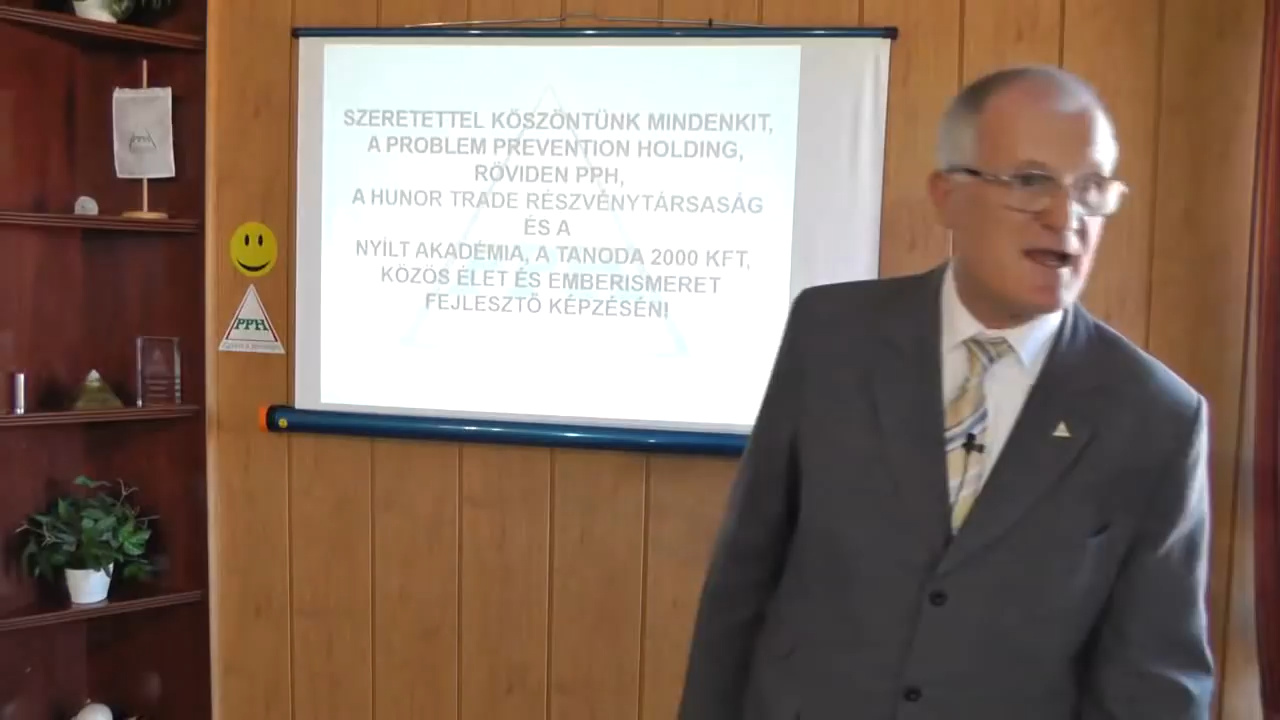 PPH
SZERETETTEL KÖSZÖNTÜNK MINDENKIT,
A PROBLEM PREVENTION HOLDING,
RÖVIDEN PPH,
A HUNOR TRADE RÉSZVÉNYTÁRSASÁG
ÉS A
NYÍLT AKADÉMIA, A TANODA 2000 KFT,
KÖZÖS ÉLET ÉS EMBERISMERET
FEJLESZTŐ KÉPZÉSÉN!
PPH